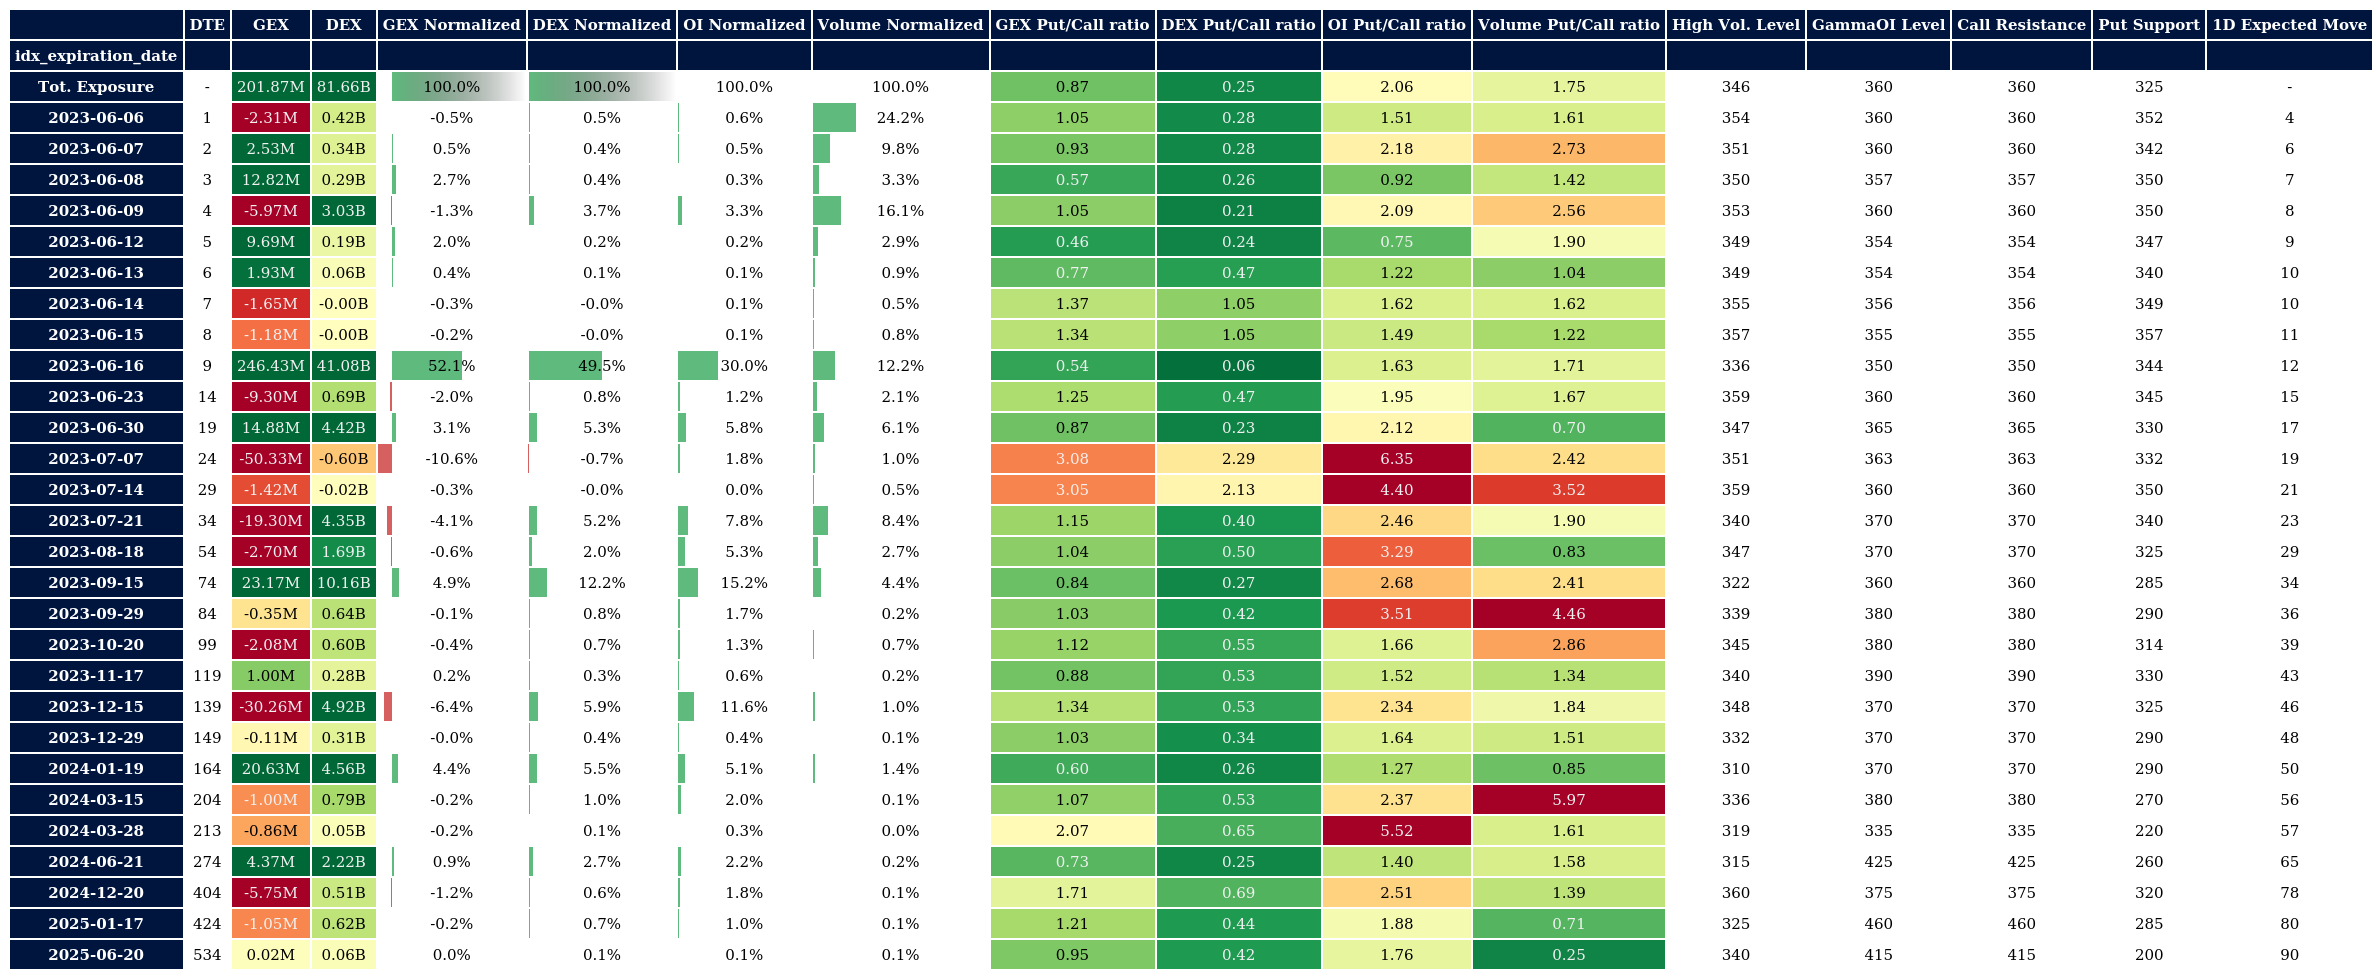 DTE GEX DEX GEX Normalized DEX Normalized OI Normalized Volume Normalized GEX Put/Call ratio DEX Put/Call ratio OI Put/Call ratio Volume Put/Call ratio High Vol. Level GammaOI Level Call Resistance Put Support 1D Expected Move
idx_expiration_date
Tot. Exposure - 201.87M 81.66B 100.0% 100.0% 100.0% 100.0% 0.87 0.25 2.06 1.75 346 360 360 325 -
2023-06-06 1 -2.31M 0.42B -0.5% 0.5% 0.6% 24.2% 1.05 0.28 1.51 1.61 354 360 360 352 4
2023-06-07 2 2.53M 0.34B 0.5% 0.4% 0.5% 9.8% 0.93 0.28 2.18 2.73 351 360 360 342 6
2023-06-08 3 12.82M 0.29B 2.7% 0.4% 0.3% 3.3% 0.57 0.26 0.92 1.42 350 357 357 350 7
2023-06-09 4 -5.97M 3.03B -1.3% 3.7% 3.3% 16.1% 1.05 0.21 2.09 2.56 353 360 360 350 8
2023-06-12 5 9.69M 0.19B 2.0% 0.2% 0.2% 2.9% 0.46 0.24 0.75 1.90 349 354 354 347 9
2023-06-13 6 1.93M 0.06B 0.4% 0.1% 0.1% 0.9% 0.77 0.47 1.22 1.04 349 354 354 340 10
2023-06-14 7 -1.65M -0.00B -0.3% -0.0% 0.1% 0.5% 1.37 1.05 1.62 1.62 355 356 356 349 10
2023-06-15 8 -1.18M -0.00B -0.2% -0.0% 0.1% 0.8% 1.34 1.05 1.49 1.22 357 355 355 357 11
2023-06-16 9 246.43M 41.08B 52.1% 49.5% 30.0% 12.2% 0.54 0.06 1.63 1.71 336 350 350 344 12
2023-06-23 14 -9.30M 0.69B -2.0% 0.8% 1.2% 2.1% 1.25 0.47 1.95 1.67 359 360 360 345 15
2023-06-30 19 14.88M 4.42B 3.1% 5.3% 5.8% 6.1% 0.87 0.23 2.12 0.70 347 365 365 330 17
2023-07-07 24 -50.33M -0.60B -10.6% -0.7% 1.8% 1.0% 3.08 2.29 6.35 2.42 351 363 363 332 19
2023-07-14 29 -1.42M -0.02B -0.3% -0.0% 0.0% 0.5% 3.05 2.13 4.40 3.52 359 360 360 350 21
2023-07-21 34 -19.30M 4.35B -4.1% 5.2% 7.8% 8.4% 1.15 0.40 2.46 1.90 340 370 370 340 23
2023-08-18 54 -2.70M 1.69B -0.6% 2.0% 5.3% 2.7% 1.04 0.50 3.29 0.83 347 370 370 325 29
2023-09-15 74 23.17M 10.16B 4.9% 12.2% 15.2% 4.4% 0.84 0.27 2.68 2.41 322 360 360 285 34
2023-09-29 84 -0.35M 0.64B -0.1% 0.8% 1.7% 0.2% 1.03 0.42 3.51 4.46 339 380 380 290 36
2023-10-20 99 -2.08M 0.60B -0.4% 0.7% 1.3% 0.7% 1.12 0.55 1.66 2.86 345 380 380 314 39
2023-11-17 119 1.00M 0.28B 0.2% 0.3% 0.6% 0.2% 0.88 0.53 1.52 1.34 340 390 390 330 43
2023-12-15 139 -30.26M 4.92B -6.4% 5.9% 11.6% 1.0% 1.34 0.53 2.34 1.84 348 370 370 325 46
2023-12-29 149 -0.11M 0.31B -0.0% 0.4% 0.4% 0.1% 1.03 0.34 1.64 1.51 332 370 370 290 48
2024-01-19 164 20.63M 4.56B 4.4% 5.5% 5.1% 1.4% 0.60 0.26 1.27 0.85 310 370 370 290 50
2024-03-15 204 -1.00M 0.79B -0.2% 1.0% 2.0% 0.1% 1.07 0.53 2.37 5.97 336 380 380 270 56
2024-03-28 213 -0.86M 0.05B -0.2% 0.1% 0.3% 0.0% 2.07 0.65 5.52 1.61 319 335 335 220 57
2024-06-21 274 4.37M 2.22B 0.9% 2.7% 2.2% 0.2% 0.73 0.25 1.40 1.58 315 425 425 260 65
2024-12-20 404 -5.75M 0.51B -1.2% 0.6% 1.8% 0.1% 1.71 0.69 2.51 1.39 360 375 375 320 78
2025-01-17 424 -1.05M 0.62B -0.2% 0.7% 1.0% 0.1% 1.21 0.44 1.88 0.71 325 460 460 285 80
2025-06-20 534 0.02M 0.06B 0.0% 0.1% 0.1% 0.1% 0.95 0.42 1.76 0.25 340 415 415 200 90